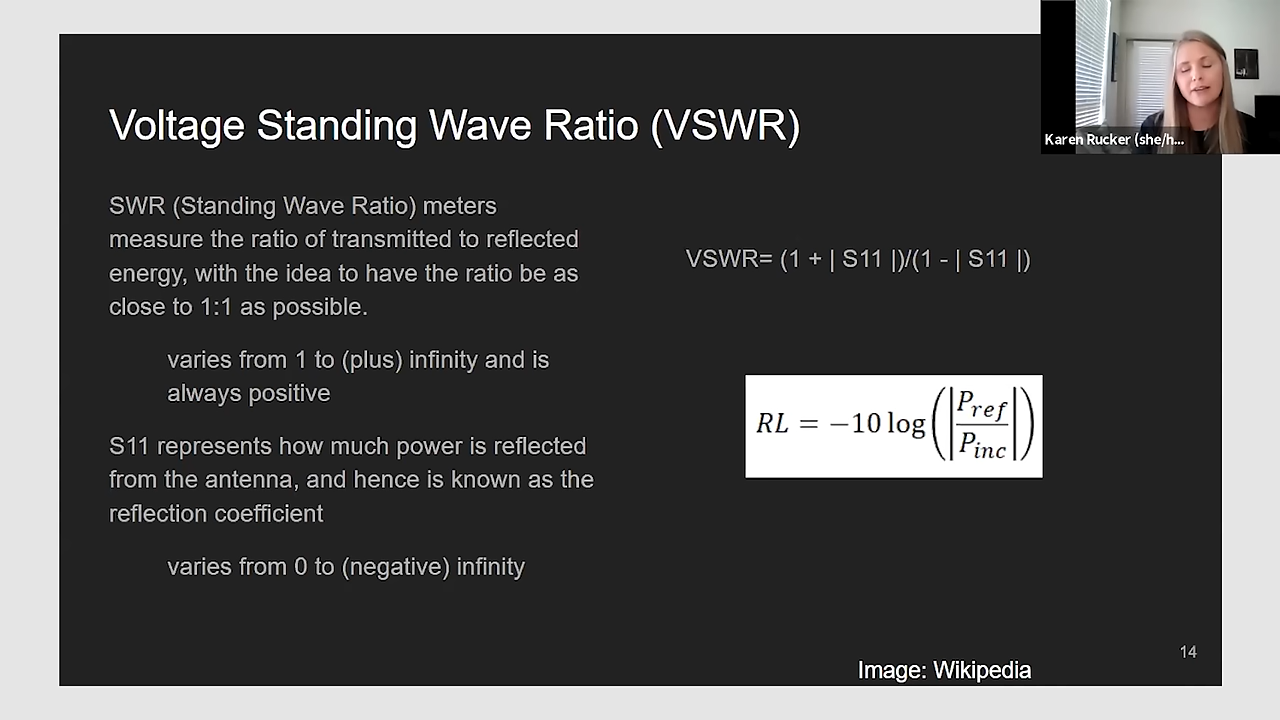 Voltage Standing Wave Ratio (VSWR)
Karen Rucker (she/h...
SWR (Standing Wave Ratio) meters
measure the ratio of transmitted to reflected
energy, with the idea to have the ratio be as
close to 1:1 as possible.
varies from 1 to (plus) infinity and is
always positive
S11 represents how much power is reflected
from the antenna, and hence is known as the
reflection coefficient
varies from 0 to (negative) infinity
VSWR= (1 + | S11 |)/(1 - | S11 |)
RL = −10 log(|P_ref/P_inc|)
14
Image: Wikipedia